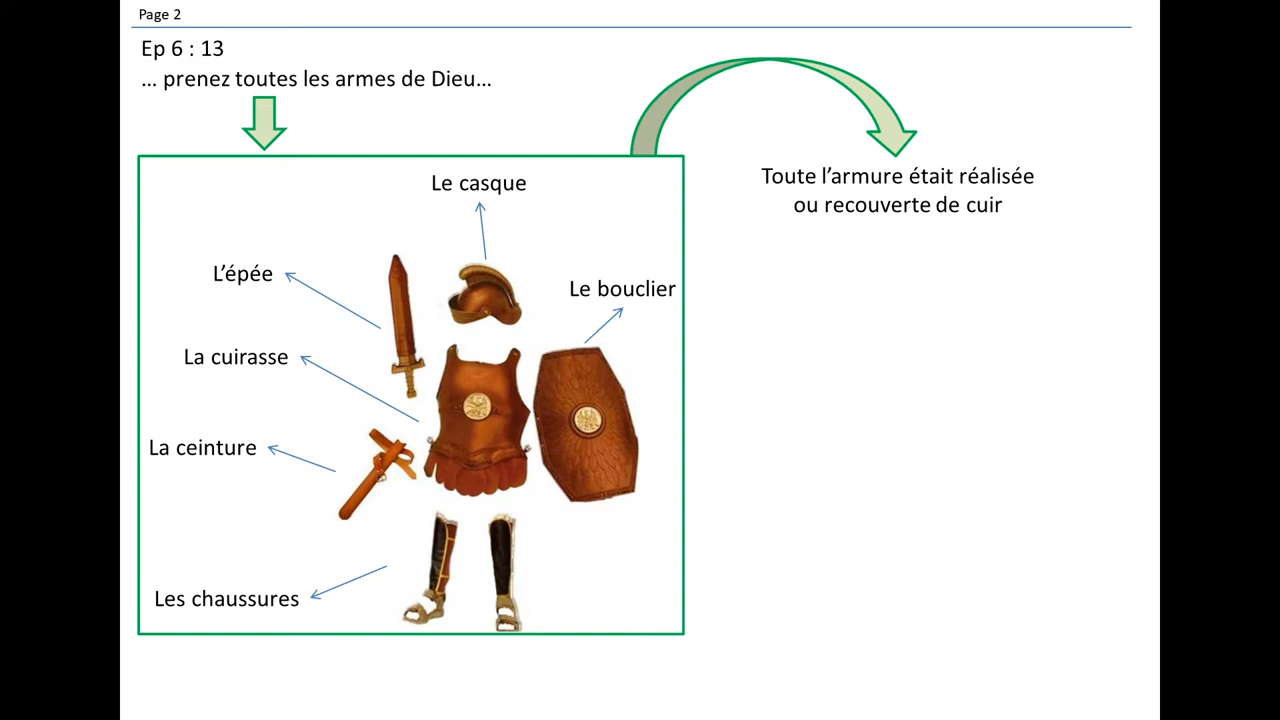 Page 2
Ep 6 : 13
... prenez toutes les armes de Dieu...
Le casque
Toute l’armure était réalisée
ou recouverte de cuir
L’épée
Le bouclier
La cuirasse
La ceinture
Les chaussures